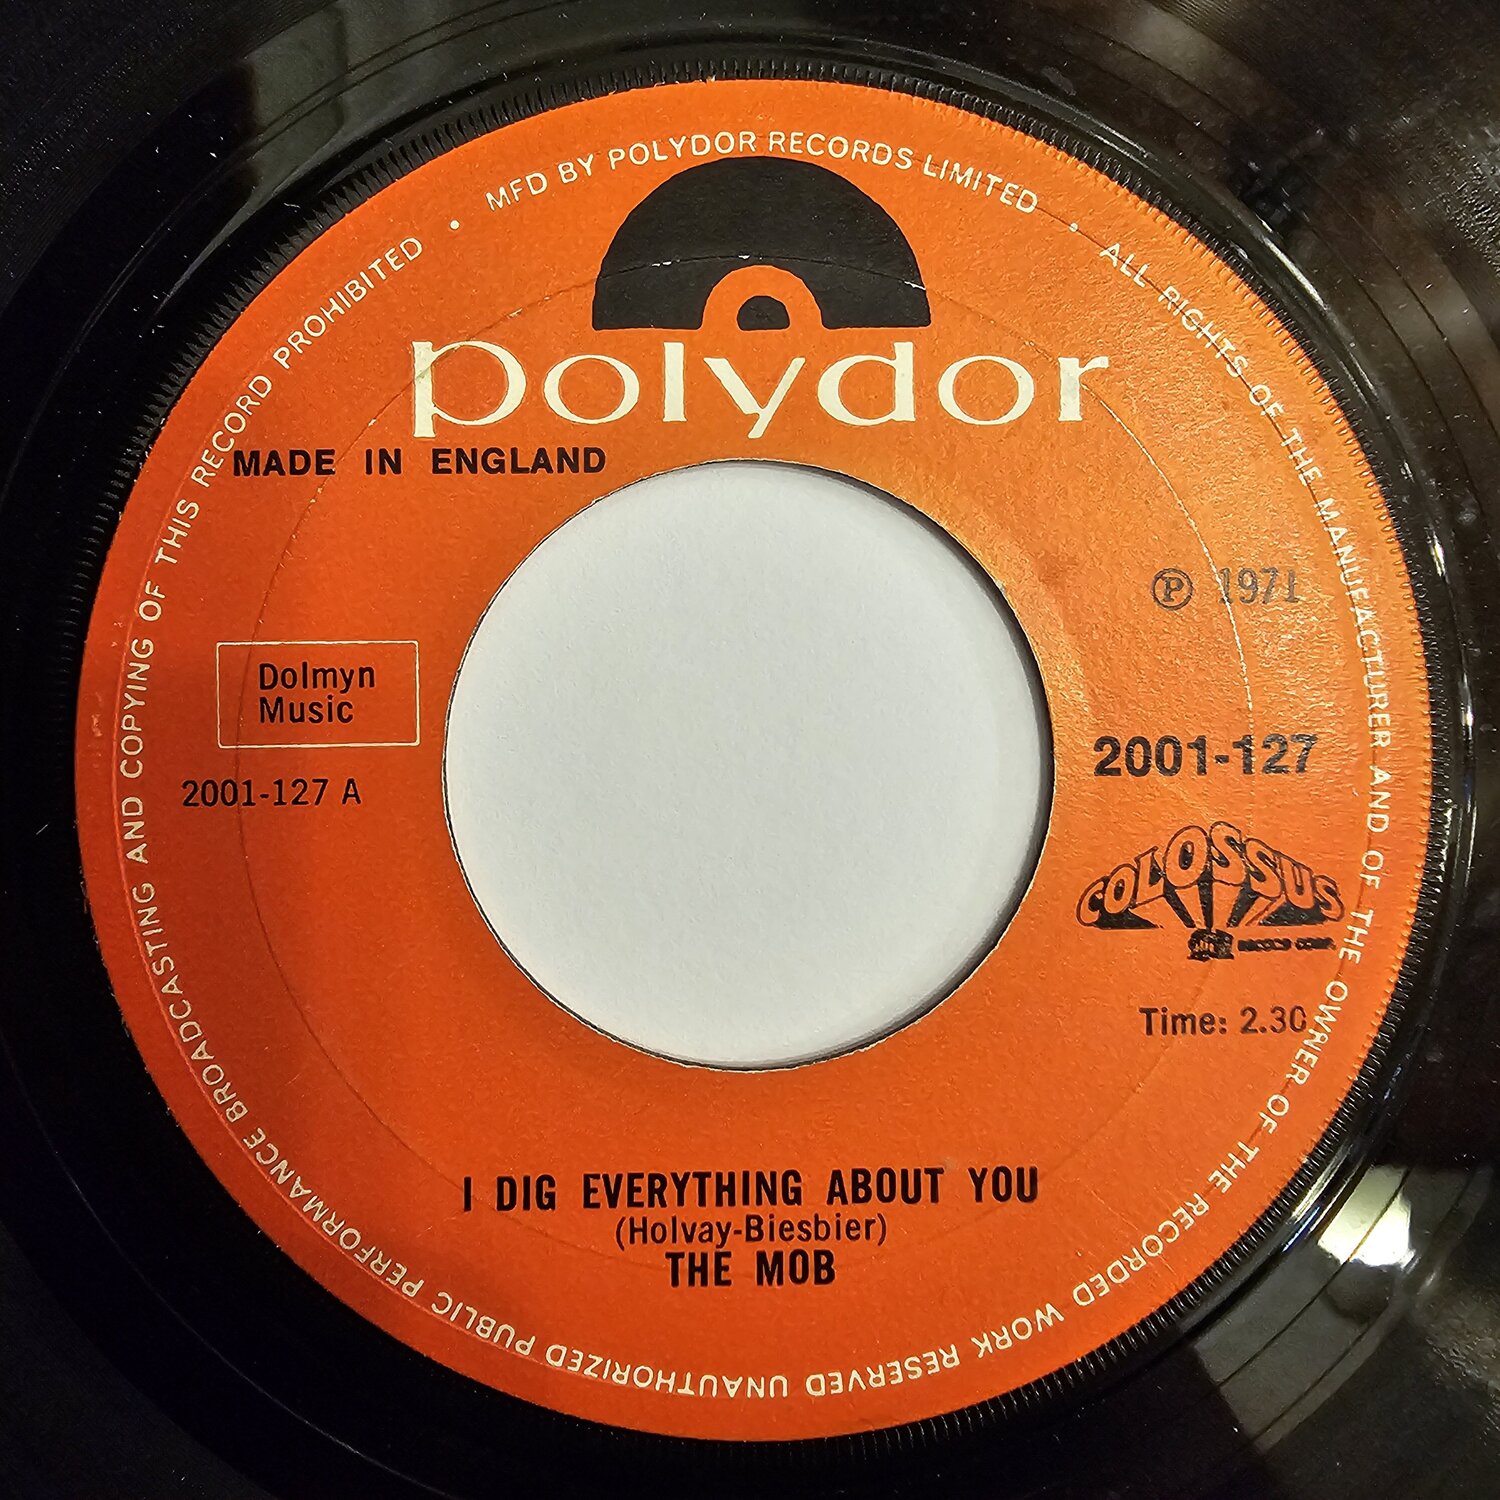 MFD BY POLYDOR RECORDS LIMITED • ALL RIGHTS OF THE MANUFACTURER AND OF THE OWNER OF THE RECORDED WORK RESERVED UNAUTHORIZED PUBLIC PERFORMANCE BROADCASTING AND COPYING OF THIS RECORD PROHIBITED •
polydor
MADE IN ENGLAND
℗ 1971
Dolmyn
Music
2001-127 A
2001-127
COLOSSUS
RECORD CORP.
Time: 2.30
I DIG EVERYTHING ABOUT YOU
(Holvay-Biesbier)
THE MOB